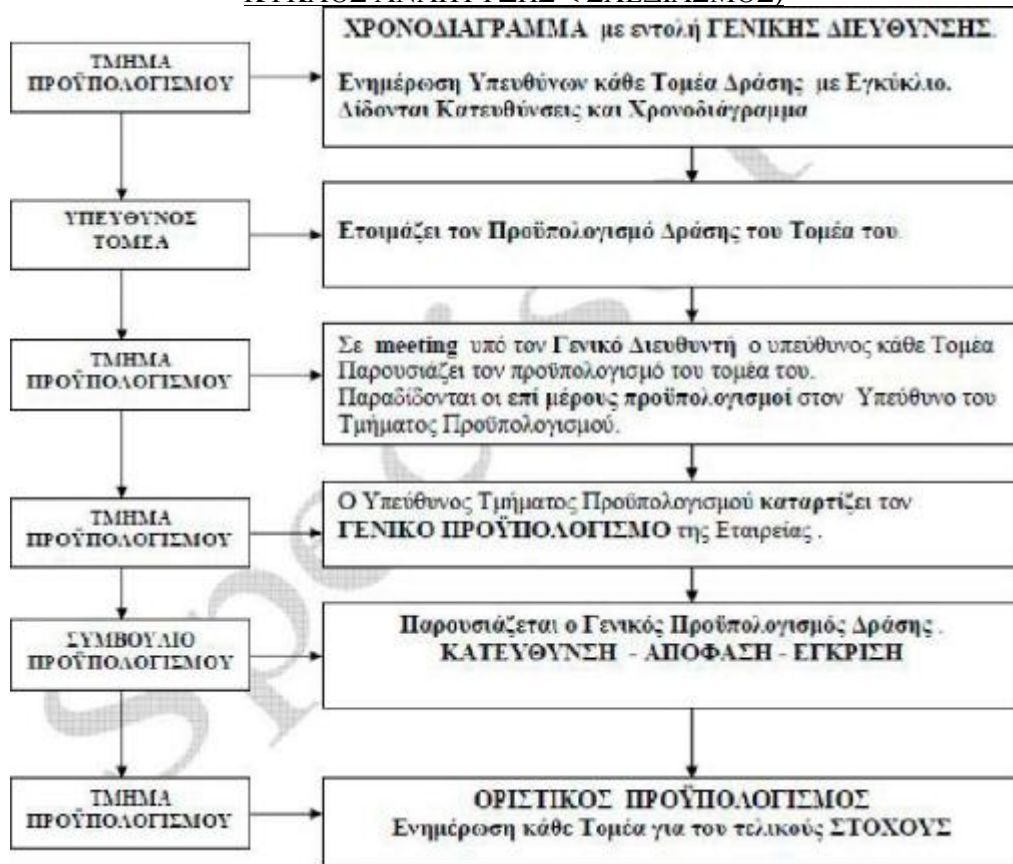 ΤΜΗΜΑ
ΠΡΟΫΠΟΛΟΓΙΣΜΟΥ
ΧΡΟΝΟΔΙΑΓΡΑΜΜΑ με εντολή ΓΕΝΙΚΗΣ ΔΙΕΥΘΥΝΣΗΣ.
Ενημέρωση Υπευθύνων κάθε Τομέα Δράσης με Εγκύκλιο.
Δίδονται Κατευθύνσεις και Χρονοδιάγραμμα
ΥΠΕΥΘΥΝΟΣ
ΤΟΜΕΑ
Ετοιμάζει τον Προϋπολογισμό Δράσης του Τομέα του.
ΤΜΗΜΑ
ΠΡΟΫΠΟΛΟΓΙΣΜΟΥ
Σε meeting υπό τον Γενικό Διευθυντή ο υπεύθυνος κάθε Τομέα
Παρουσιάζει τον προϋπολογισμό του τομέα του.
Παραδίδονται οι επί μέρους προϋπολογισμοί στον Υπεύθυνο του
Τμήματος Προϋπολογισμού.
ΤΜΗΜΑ
ΠΡΟΫΠΟΛΟΓΙΣΜΟΥ
Ο Υπεύθυνος Τμήματος Προϋπολογισμού καταρτίζει τον
ΓΕΝΙΚΟ ΠΡΟΫΠΟΛΟΓΙΣΜΟ της Εταιρείας .
ΣΥΜΒΟΥΛΙΟ
ΠΡΟΫΠΟΛΟΓΙΣΜΟΥ
Παρουσιάζεται ο Γενικός Προϋπολογισμός Δράσης .
ΚΑΤΕΥΘΥΝΣΗ - ΑΠΟΦΑΣΗ - ΕΓΚΡΙΣΗ
ΤΜΗΜΑ
ΠΡΟΫΠΟΛΟΓΙΣΜΟΥ
ΟΡΙΣΤΙΚΟΣ ΠΡΟΫΠΟΛΟΓΙΣΜΟΣ
Ενημέρωση κάθε Τομέα για του τελικούς ΣΤΟΧΟΥΣ